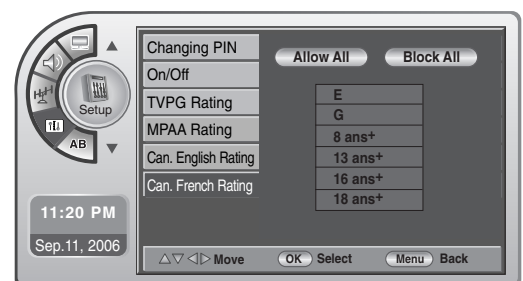 Setup
AB
11:20 PM
Sep.11, 2006
Changing PIN
On/Off
TVPG Rating
MPAA Rating
Can. English Rating
Can. French Rating
Allow All Block All
E
G
8 ans+
13 ans+
16 ans+
18 ans+
Move OK Select Menu Back